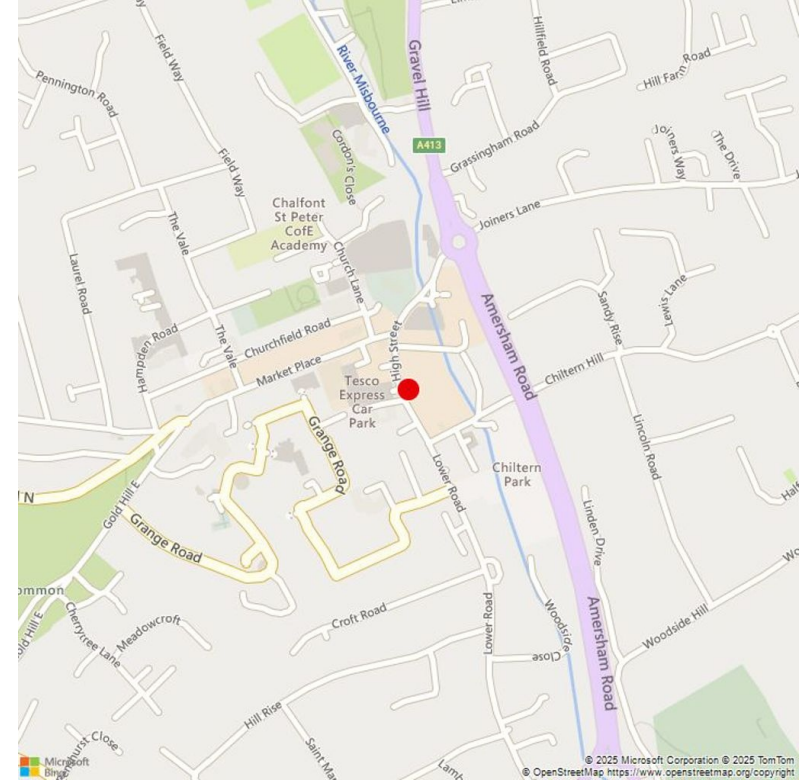 Gravel Hill
Hillfield Road
Hill Farm Road
Field Way
Pennington Road
River Misbourne
A413
Grassingham Road
Joiners Way
The Drive
Cordon's Close
Field Way
Chalfont
St Peter
CofE
Academy
Joiners Lane
The Vale
Church Lane
Laurel Road
Lewis Lane
Sandy Rise
Amersham Road
Hampden Road
The Vale
Churchfield Road
High Street
Market Place
Chiltern Hill
Tesco
Express
Car
Park
Grange Road
Lincoln Road
Chiltern
Park
Lower Road
Gold Hill E
Grange Road
Linden Drive
Croft Road
Lower Road
Woodside
Close
Amersham Road
Woodside Hill
Meadowcroft
Cherrytree Lane
Hill Rise
Microsoft
Bing
© 2025 Microsoft Corporation © 2025 TomTom
© OpenStreetMap https://www.openstreetmap.org/copyright